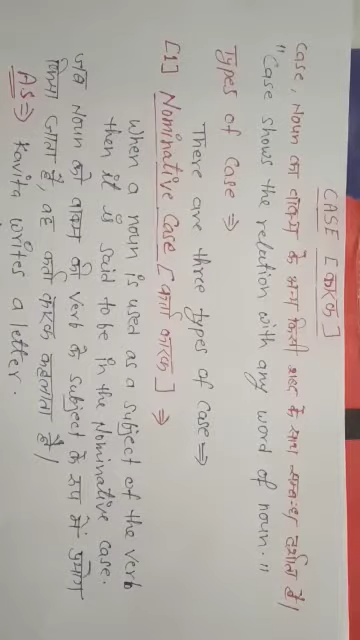 CASE [कारक]
Case, Noun का वाक्य के अन्य किसी शब्द के साथ सम्बन्ध दर्शाता है।
"Case shows the relation with any word of noun."
Types of Case ⇒
There are three types of Case ⇒
[1] Nominative Case [कर्ता कारक] ⇒
When a noun is used as a subject of the verb
then it is said to be in the Nominative case.
जब Noun को वाक्य की verb के subject के रूप में प्रयोग
किया जाता है, वह कर्ता कारक कहलाता है।
AS ⇒ Kavita writes a letter.